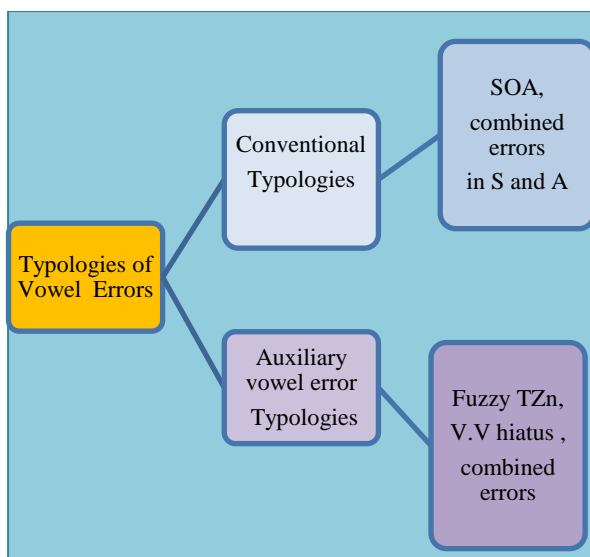 Typologies of
Vowel Errors
Conventional
Typologies
SOA,
combined
errors
in S and A
Auxiliary
vowel error
Typologies
Fuzzy TZn,
V.V hiatus ,
combined
errors